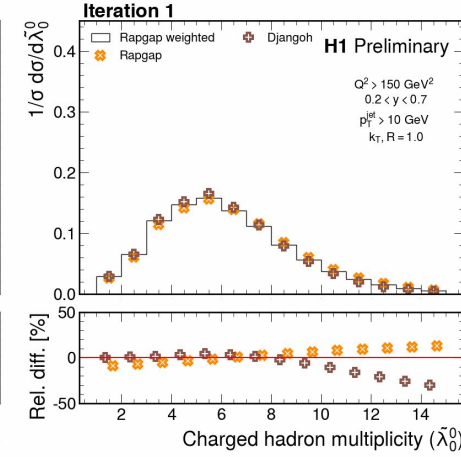 Iteration 1
1/σ dσ/dλ̃₀⁰
0.4
0.3
0.2
0.1
0.0
Rapgap weighted
Djangoh
Rapgap
H1 Preliminary
Q² > 150 GeV²
0.2 < y < 0.7
p_T^jet > 10 GeV
k_T, R = 1.0
Rel. diff. [%]
50
0
-50
2 4 6 8 10 12 14
Charged hadron multiplicity (λ̃₀⁰)